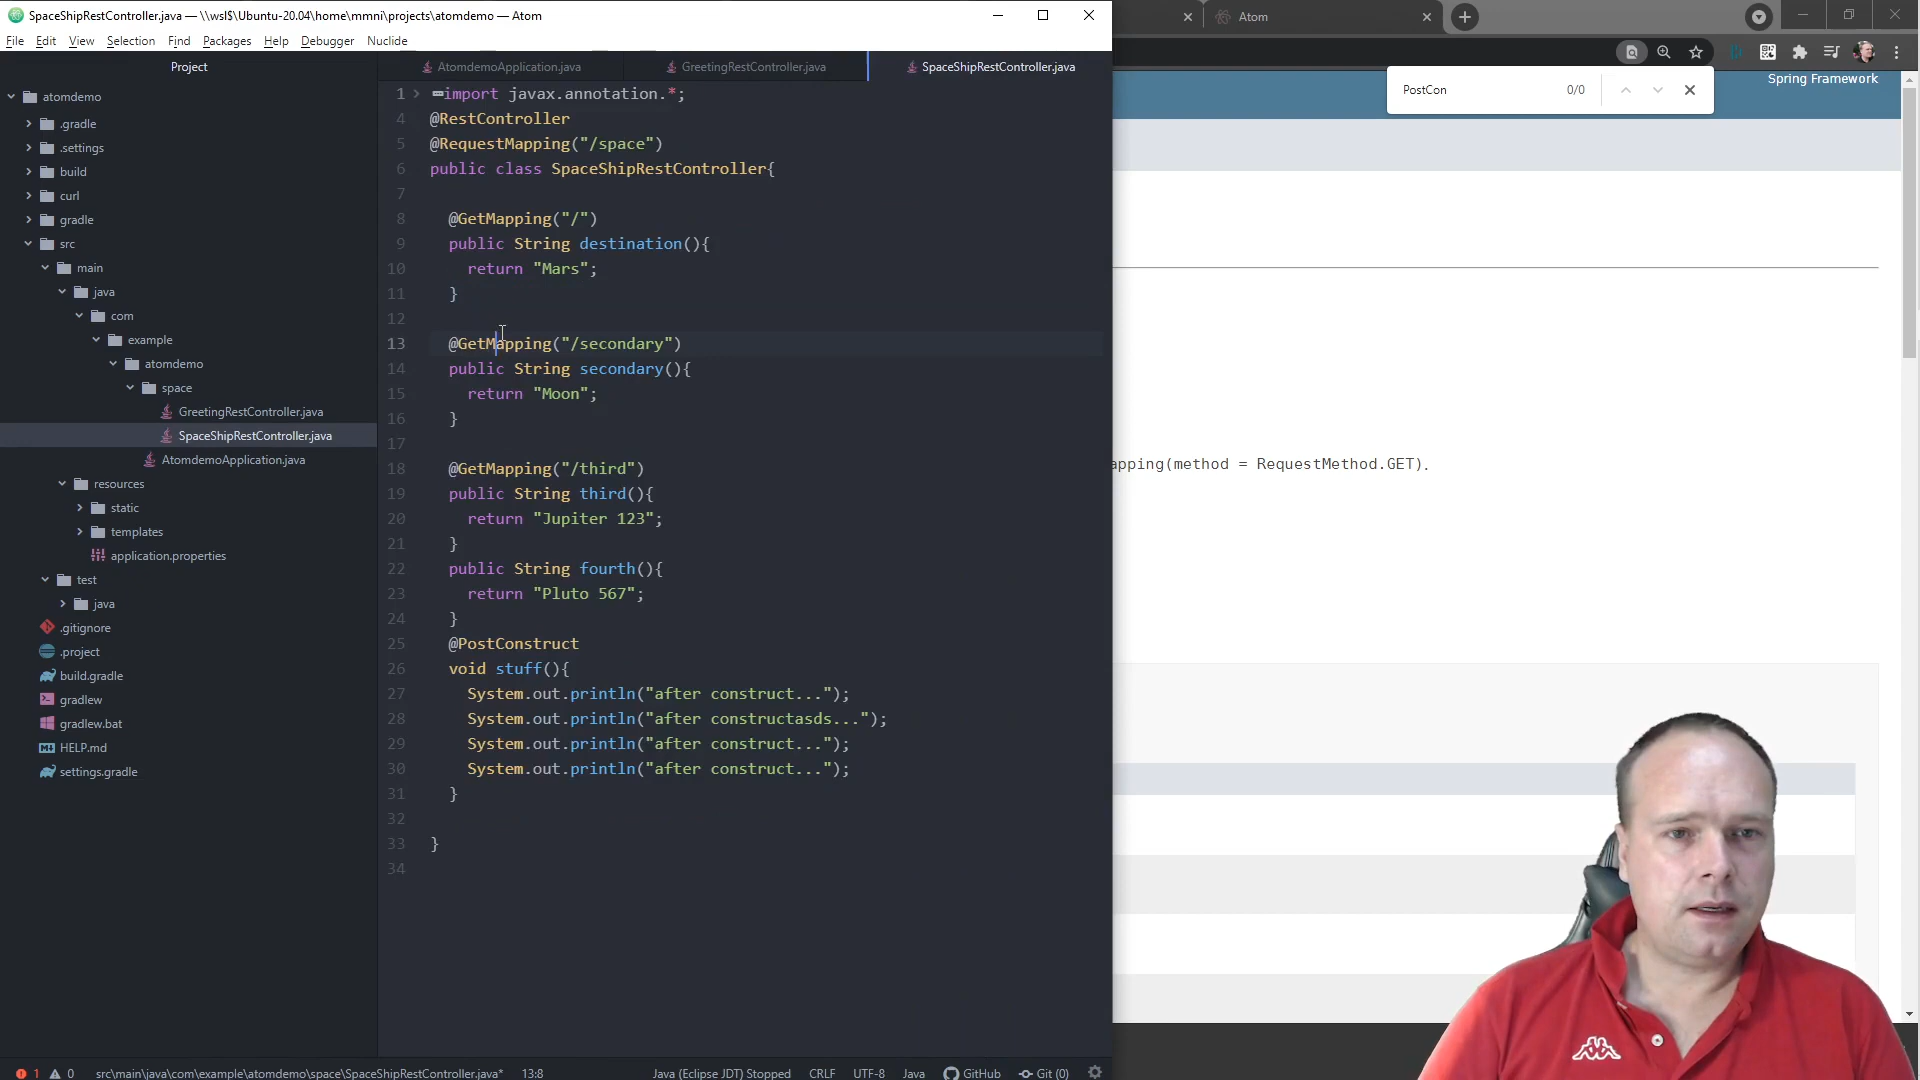 SpaceShipRestController.java — \\wsl$\Ubuntu-20.04\home\mmni\projects\atomdemo — Atom
Atom
File Edit View Selection Find Packages Help Debugger Nuclide
Project
AtomdemoApplication.java
GreetingRestController.java
SpaceShipRestController.java
Spring Framework
PostCon 0/0
atomdemo
.gradle
.settings
build
curl
gradle
src
main
java
com
example
atomdemo
space
GreetingRestController.java
SpaceShipRestController.java
AtomdemoApplication.java
resources
static
templates
application.properties
test
java
.gitignore
.project
build.gradle
gradlew
gradlew.bat
HELP.md
settings.gradle
1 import javax.annotation.*;
4 @RestController
5 @RequestMapping("/space")
6 public class SpaceShipRestController{
7
8 @GetMapping("/")
9 public String destination(){
10 return "Mars";
11 }
12
13 @GetMapping("/secondary")
14 public String secondary(){
15 return "Moon";
16 }
17
18 @GetMapping("/third")
19 public String third(){
20 return "Jupiter 123";
21 }
22 public String fourth(){
23 return "Pluto 567";
24 }
25 @PostConstruct
26 void stuff(){
27 System.out.println("after construct...");
28 System.out.println("after constructasds...");
29 System.out.println("after construct...");
30 System.out.println("after construct...");
31 }
32
33 }
34
apping(method = RequestMethod.GET).
Kappa
1 0 src\main\java\com\example\atomdemo\space\SpaceShipRestController.java* 13:8 Java (Eclipse JDT) Stopped CRLF UTF-8 Java GitHub Git (0)